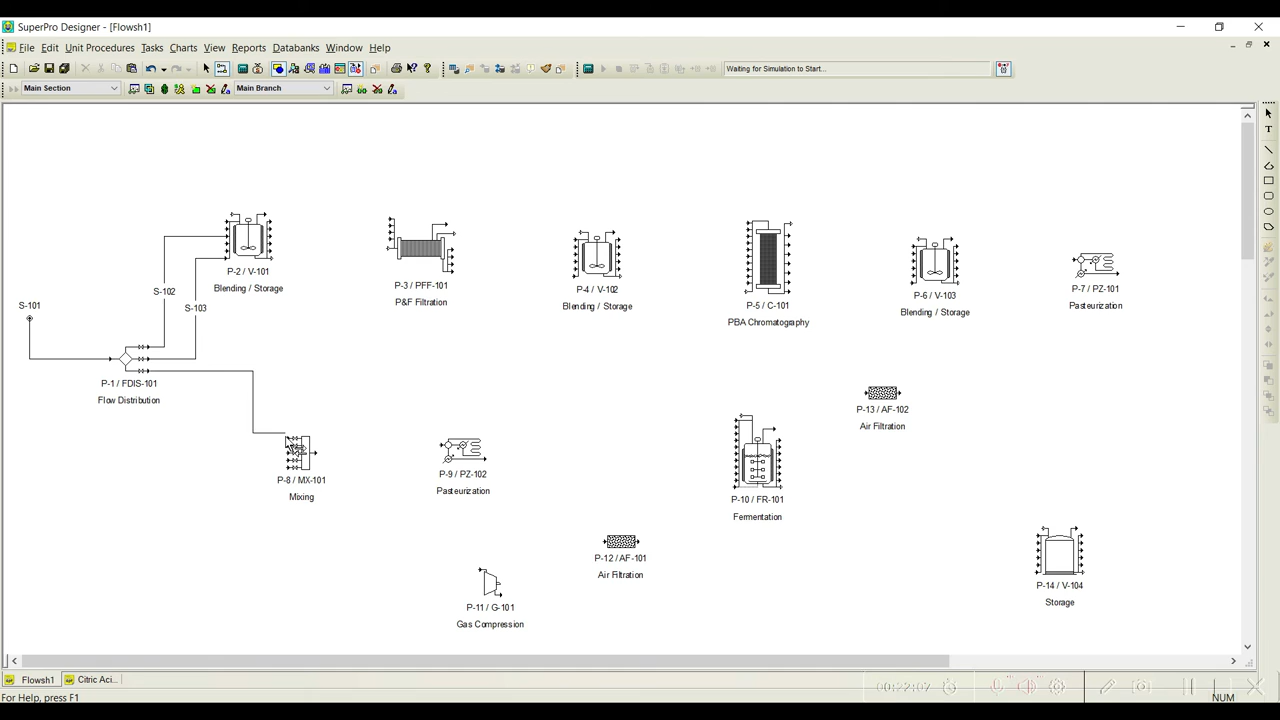 SuperPro Designer - [Flowsh1]
File Edit Unit Procedures Tasks Charts View Reports Databanks Window Help
Waiting for Simulation to Start...
Main Section Main Branch
P-2 / V-101
Blending / Storage
P-3 / PFF-101
P&F Filtration
P-4 / V-102
Blending / Storage
P-5 / C-101
PBA Chromatography
P-6 / V-103
Blending / Storage
P-7 / PZ-101
Pasteurization
S-102
S-101
S-103
P-1 / FDIS-101
Flow Distribution
P-13 / AF-102
Air Filtration
P-8 / MX-101
Mixing
P-9 / PZ-102
Pasteurization
P-10 / FR-101
Fermentation
P-12 / AF-101
Air Filtration
P-14 / V-104
Storage
P-11 / G-101
Gas Compression
Flowsh1 Citric Aci...
00:22:07
For Help, press F1 NUM